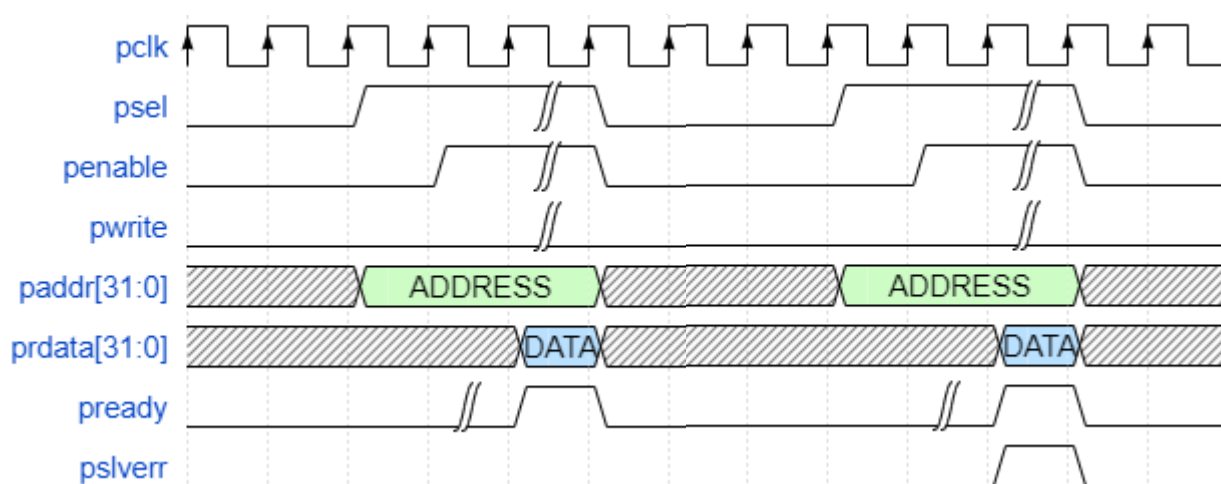 pclk
psel
penable
pwrite
paddr[31:0] ADDRESS ADDRESS
prdata[31:0] DATA DATA
pready
pslverr